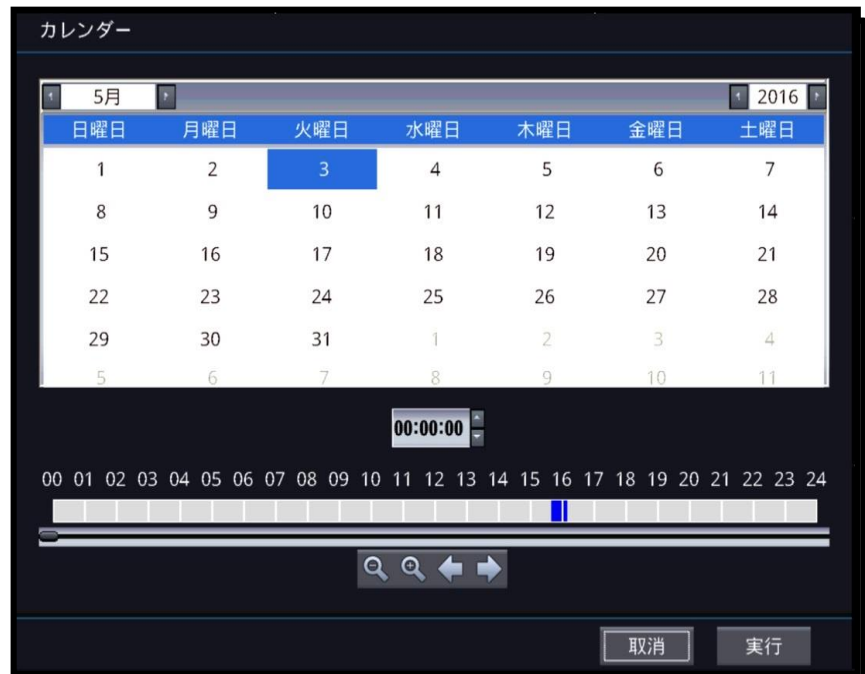 カレンダー
5月 2016
日曜日 月曜日 火曜日 水曜日 木曜日 金曜日 土曜日
1 2 3 4 5 6 7
8 9 10 11 12 13 14
15 16 17 18 19 20 21
22 23 24 25 26 27 28
29 30 31 1 2 3 4
5 6 7 8 9 10 11
00:00:00
00 01 02 03 04 05 06 07 08 09 10 11 12 13 14 15 16 17 18 19 20 21 22 23 24
取消 実行